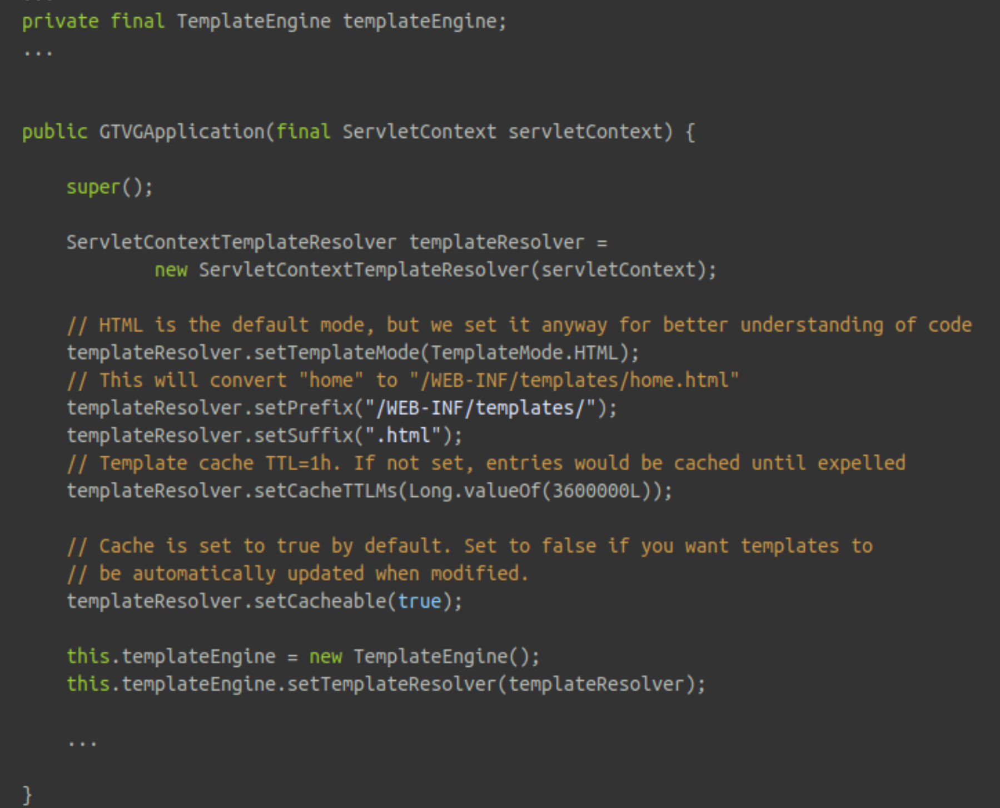 ...
private final TemplateEngine templateEngine;
...
public GTVGApplication(final ServletContext servletContext) {
super();
ServletContextTemplateResolver templateResolver =
new ServletContextTemplateResolver(servletContext);
// HTML is the default mode, but we set it anyway for better understanding of code
templateResolver.setTemplateMode(TemplateMode.HTML);
// This will convert "home" to "/WEB-INF/templates/home.html"
templateResolver.setPrefix("/WEB-INF/templates/");
templateResolver.setSuffix(".html");
// Template cache TTL=1h. If not set, entries would be cached until expelled
templateResolver.setCacheTTLMs(Long.valueOf(3600000L));
// Cache is set to true by default. Set to false if you want templates to
// be automatically updated when modified.
templateResolver.setCacheable(true);
this.templateEngine = new TemplateEngine();
this.templateEngine.setTemplateResolver(templateResolver);
...
}